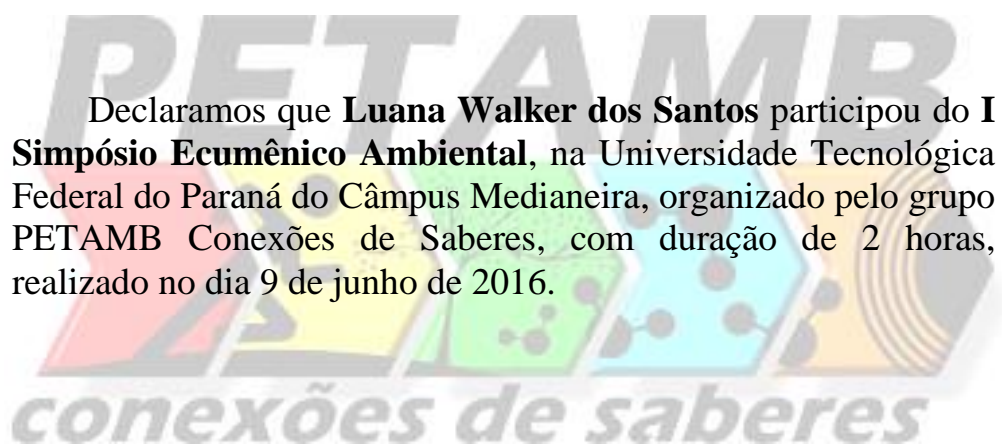 PETAMB
Declaramos que Luana Walker dos Santos participou do I
Simpósio Ecumênico Ambiental, na Universidade Tecnológica
Federal do Paraná do Câmpus Medianeira, organizado pelo grupo
PETAMB Conexões de Saberes, com duração de 2 horas,
realizado no dia 9 de junho de 2016.
conexões de saberes